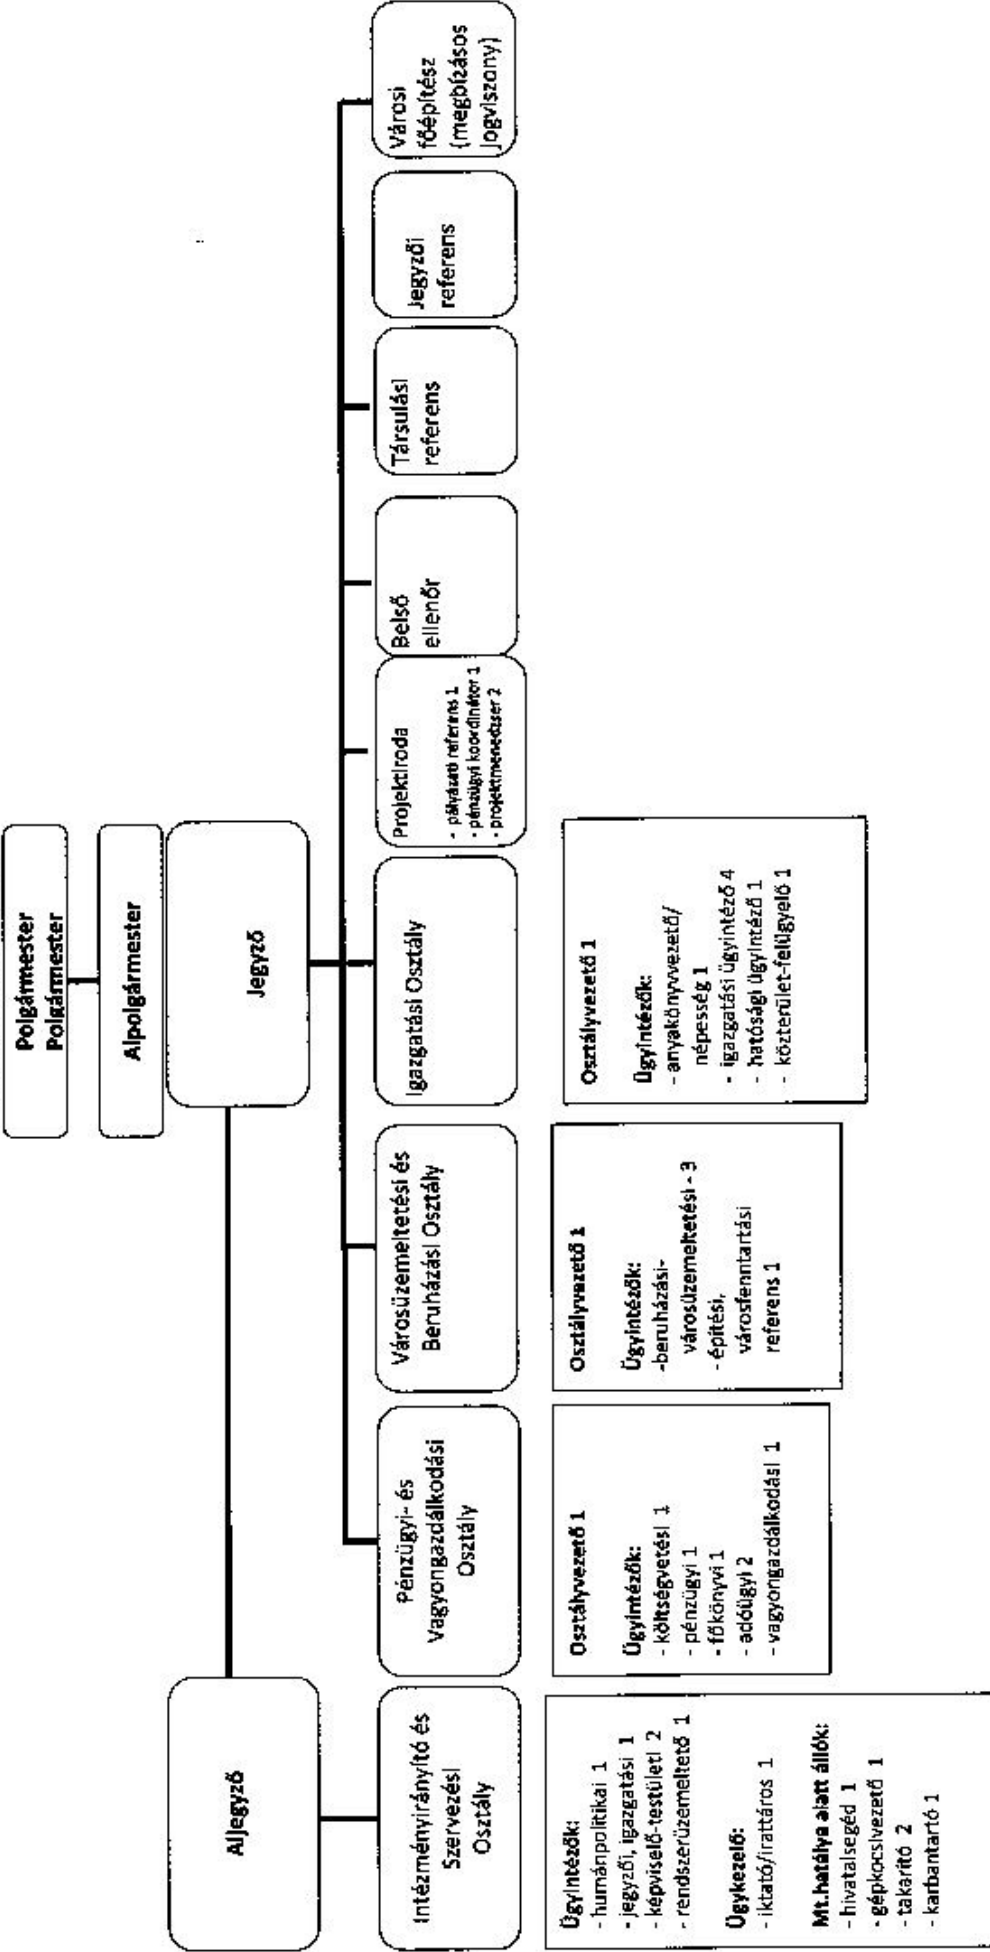 Polgármester
Polgármester
Alpolgármester
Jegyző
Aljegyző
Intézményirányító és
Szervezési
Osztály
Pénzügyi- és
Vagyongazdálkodási
Osztály
Városüzemeltetési és
Beruházási Osztály
Igazgatási Osztály
Projektiroda
- pályázati referens 1
- pénzügyi koordinátor 1
- projektmenedzser 2
Belső
ellenőr
Társulási
referens
Jegyzői
referens
Városi
főépítész
(megbízásos
jogviszony)
Ügyintézők:
- humánpolitikai 1
- jegyzői, igazgatási 1
- képviselő-testületi 2
- rendszerüzemeltető 1
Ügykezelő:
- iktató/irattáros 1
Mt.hatálya alatt állók:
- hivatalsegéd 1
- gépkocsivezető 1
- takarító 2
- karbantartó 1
Osztályvezető 1
Ügyintézők:
- költségvetési 1
- pénzügyi 1
- főkönyvi 1
- adóügyi 2
- vagyongazdálkodási 1
Osztályvezető 1
Ügyintézők:
-beruházási-
városüzemeltetési - 3
- építési,
városfenntartási
referens 1
Osztályvezető 1
Ügyintézők:
- anyakönyvvezető/
népesség 1
- igazgatási ügyintéző 4
- hatósági ügyintéző 1
- közterület-felügyelő 1